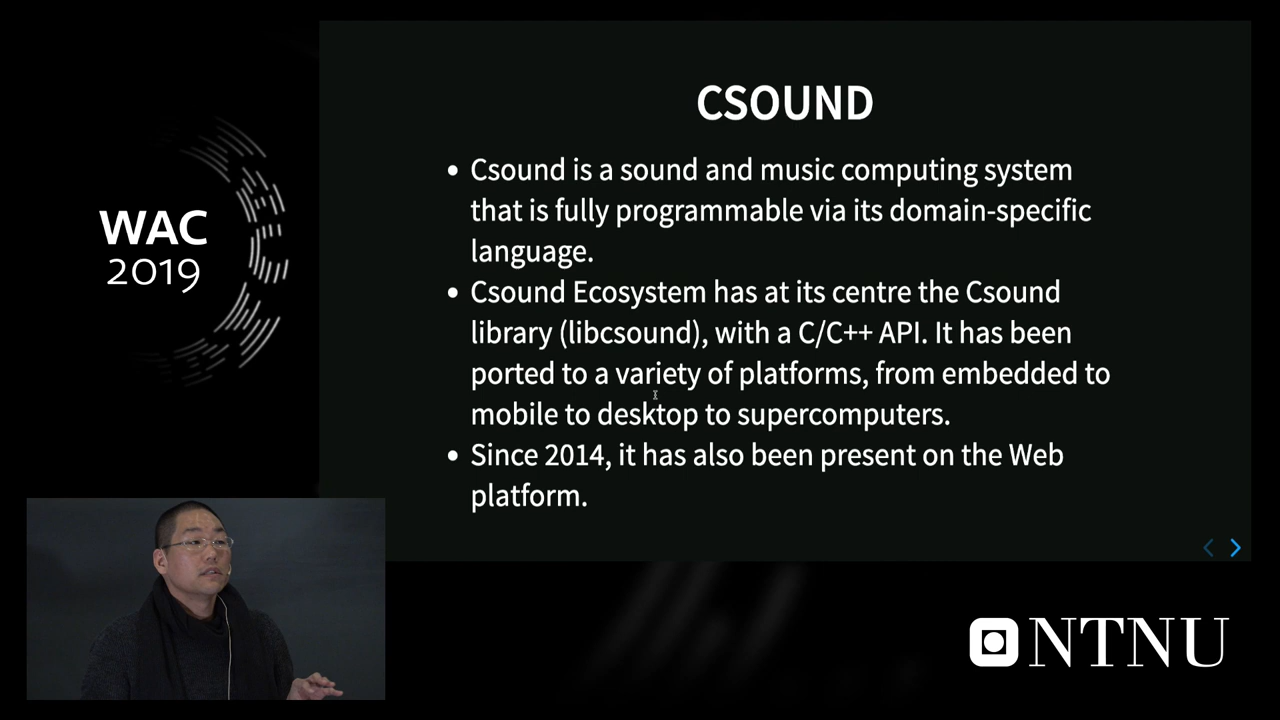 CSOUND
• Csound is a sound and music computing system
that is fully programmable via its domain-specific
language.
• Csound Ecosystem has at its centre the Csound
library (libcsound), with a C/C++ API. It has been
ported to a variety of platforms, from embedded to
mobile to desktop to supercomputers.
• Since 2014, it has also been present on the Web
platform.
WAC
2019
NTNU